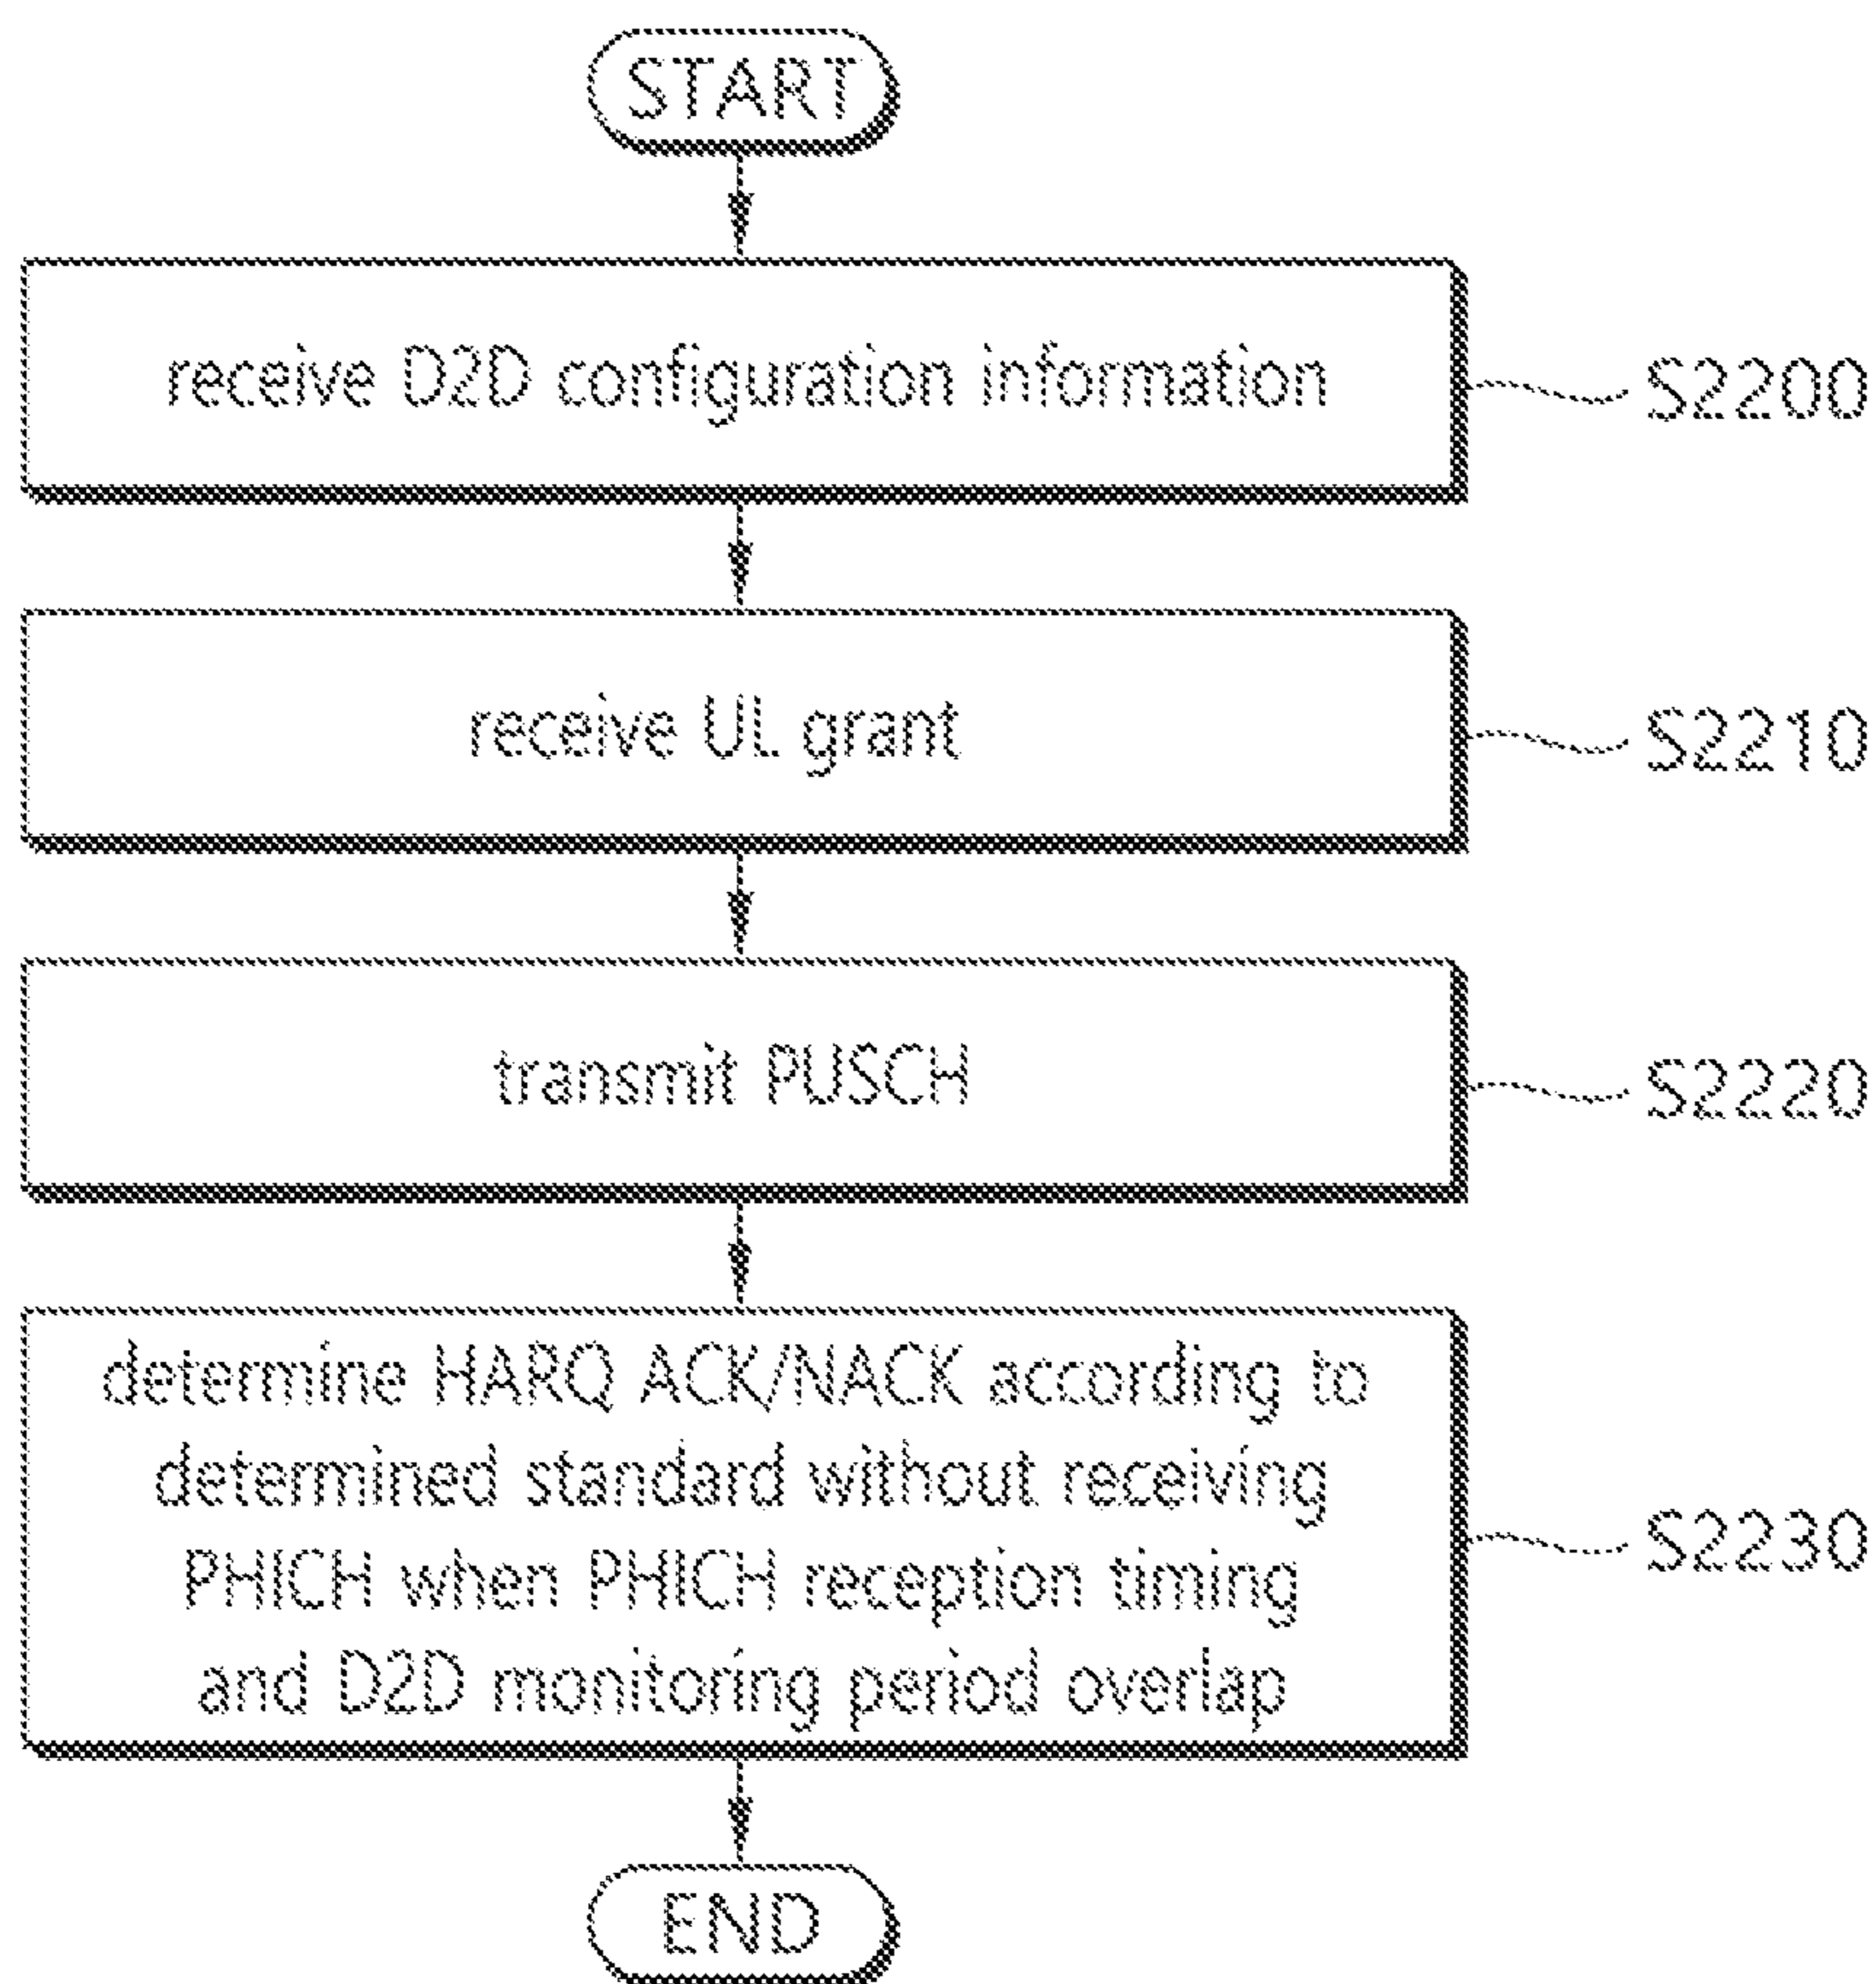 START
receive D2D configuration information
S2200
receive UL grant
S2210
transmit PUSCH
S2220
determine HARQ ACK/NACK according to
determined standard without receiving
PHICH when PHICH reception timing
and D2D monitoring period overlap
S2230
END